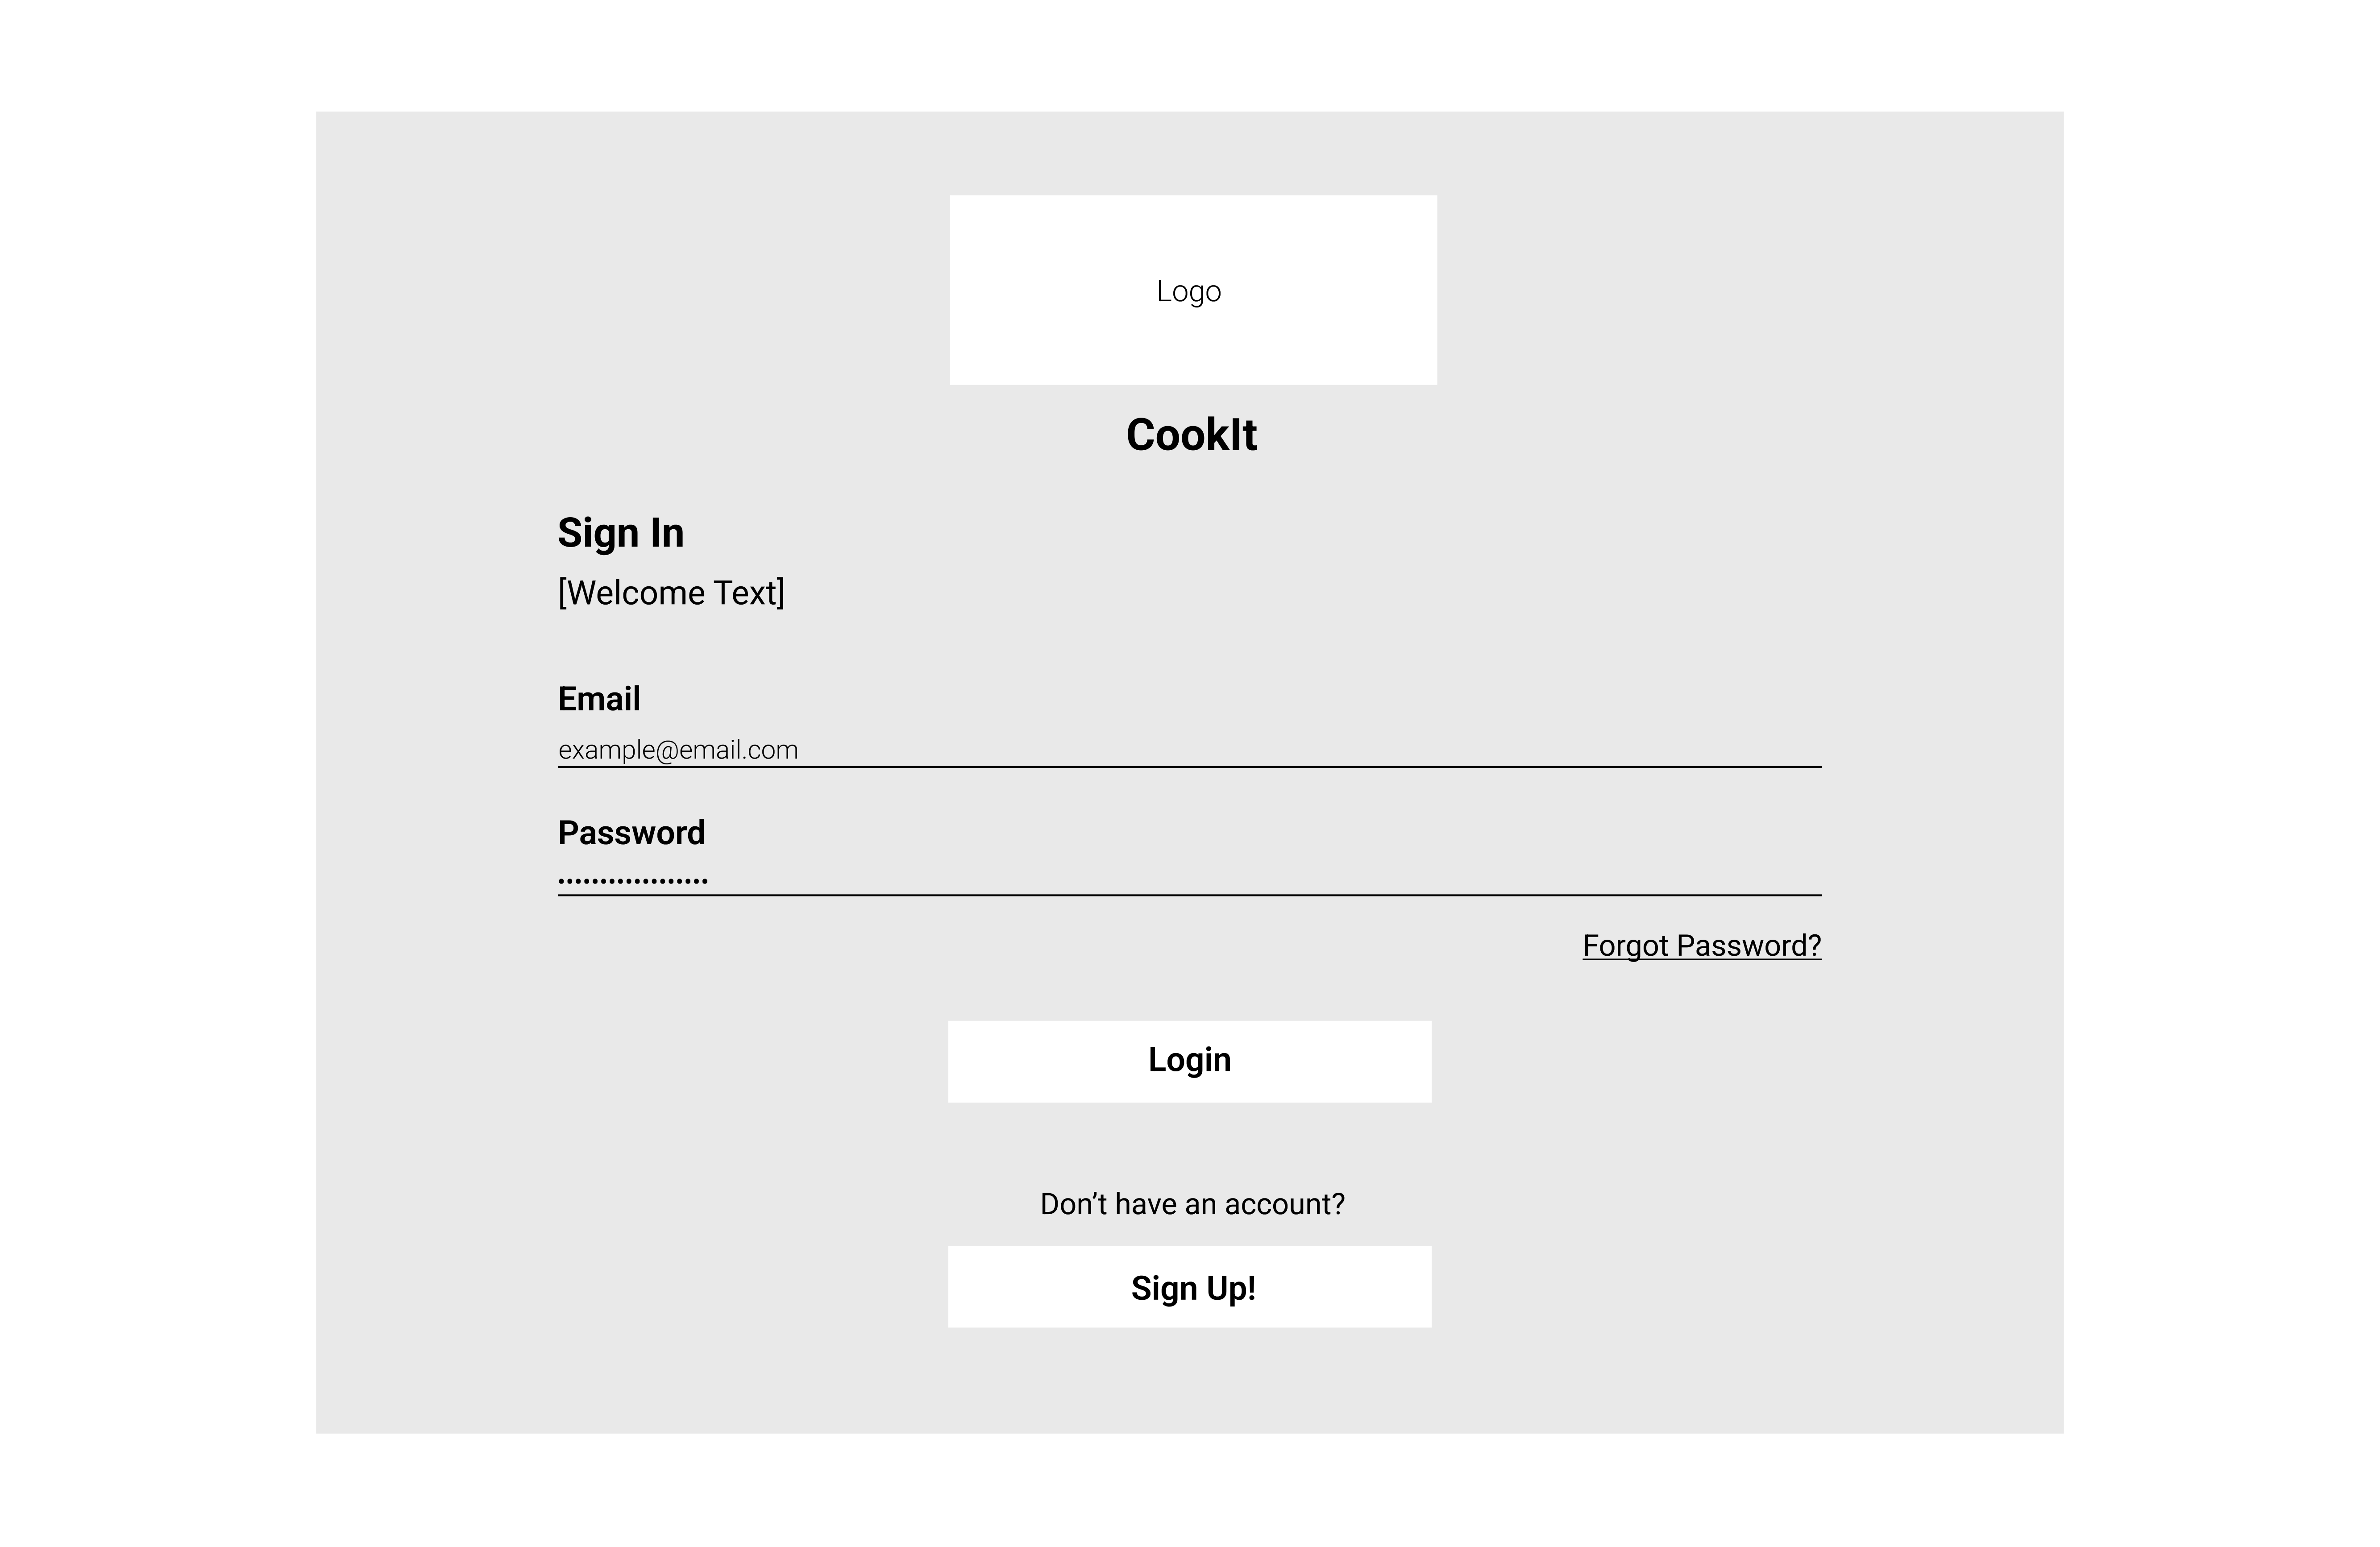 Logo
CookIt
Sign In
[Welcome Text]
Email
example@email.com
Password
••••••••••••••••••
Forgot Password?
Login
Don’t have an account?
Sign Up!